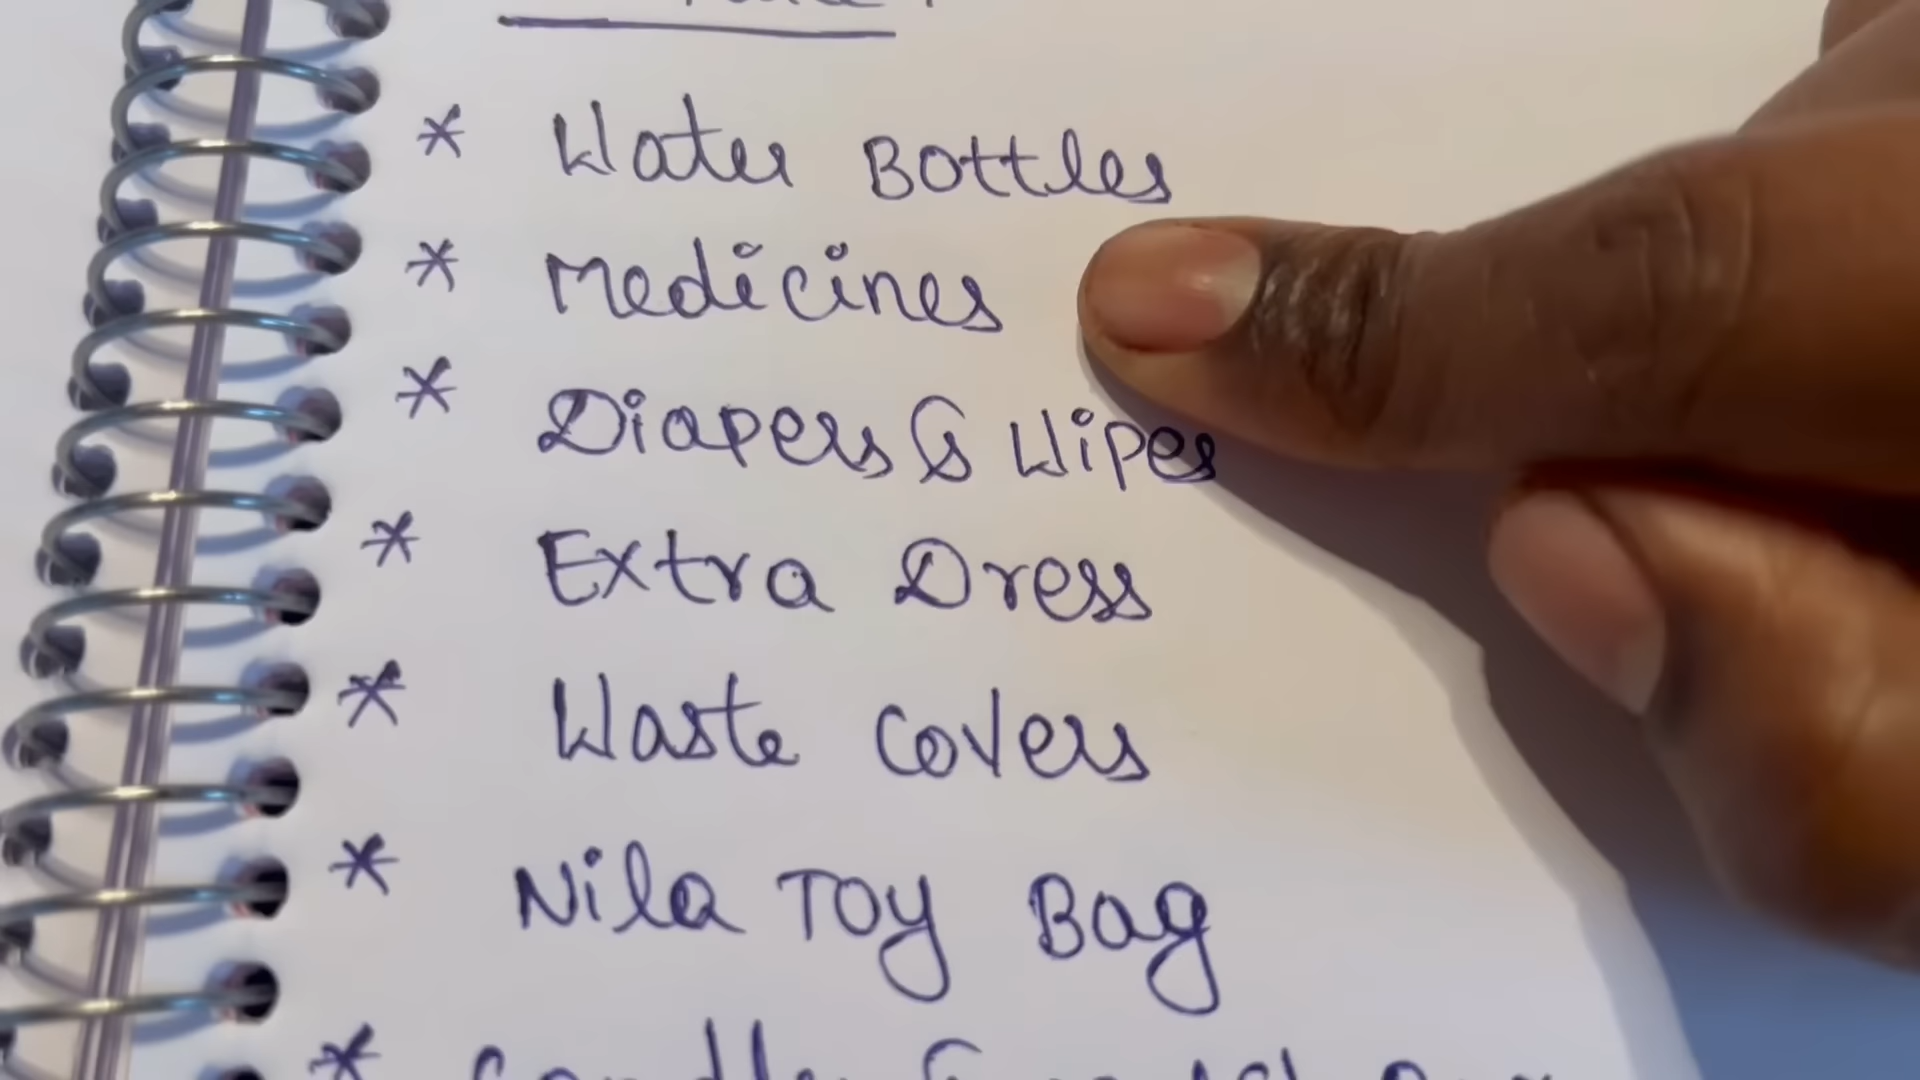 * Water Bottles
* Medicines
* Diapers & Wipes
* Extra Dress
* Waste Covers
* Nila Toy Bag
*